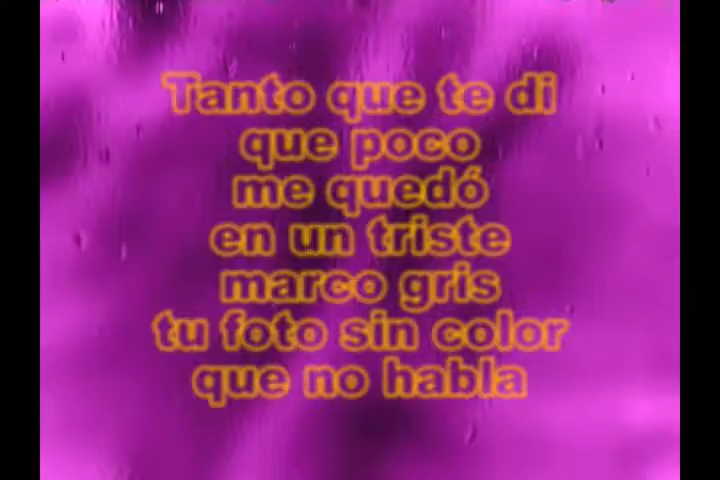 Tanto que te di
que poco
me quedó
en un triste
marco gris
tu foto sin color
que no habla